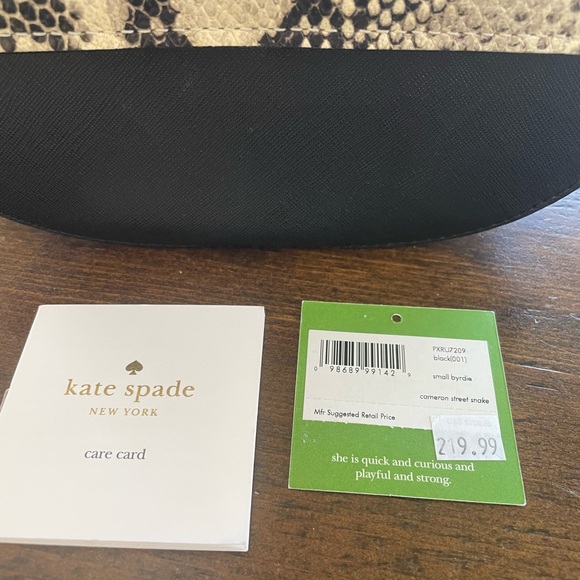 kate spade
NEW YORK
care card
PXRU7209
black(001)
0 98689 99142 9
small byrdie
cameron street snake
Mfr Suggested Retail Price
219.99
she is quick and curious and
playful and strong.